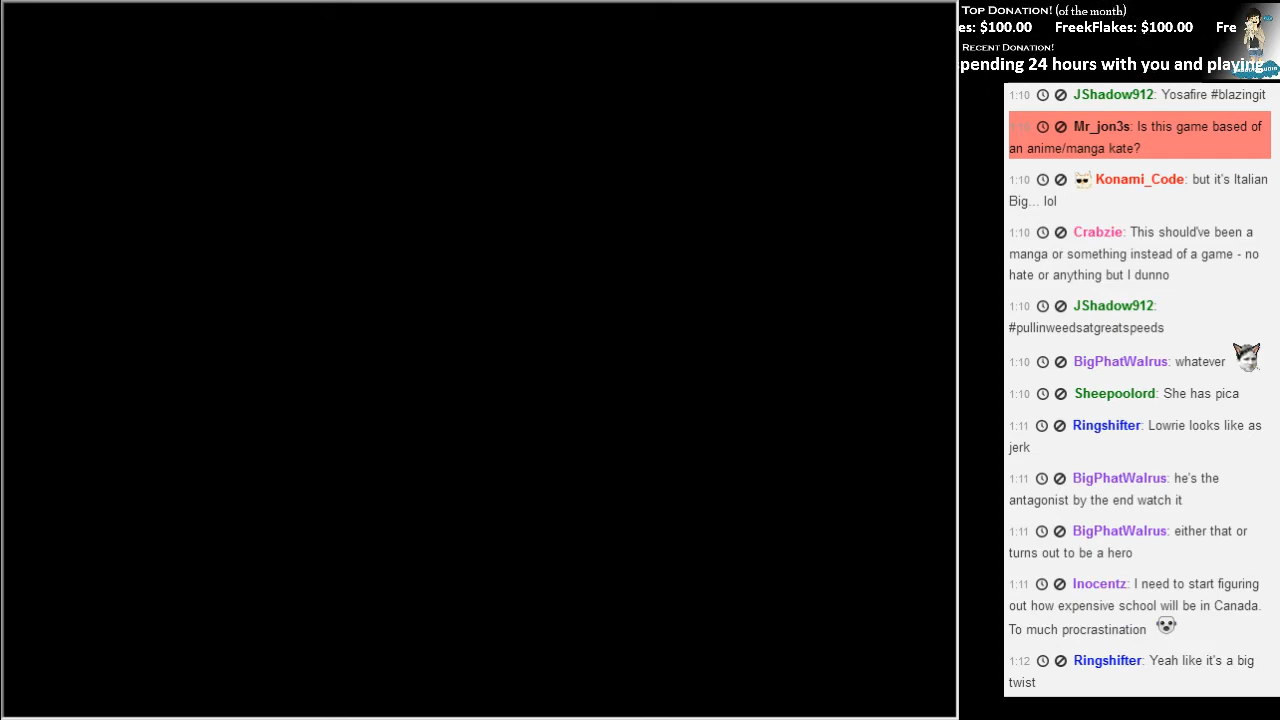 Top Donation! (of the month)
es: $100.00 FreekFlakes: $100.00 Fre
Recent Donation!
pending 24 hours with you and playing
1:10 JShadow912: Yosafire #blazingit
1:10 Mr_jon3s: Is this game based of
an anime/manga kate?
1:10 Konami_Code: but it's Italian
Big... lol
1:10 Crabzie: This should've been a
manga or something instead of a game - no
hate or anything but I dunno
1:10 JShadow912:
#pullinweedsatgreatspeeds
1:10 BigPhatWalrus: whatever
1:10 Sheepoolord: She has pica
1:11 Ringshifter: Lowrie looks like as
jerk
1:11 BigPhatWalrus: he's the
antagonist by the end watch it
1:11 BigPhatWalrus: either that or
turns out to be a hero
1:11 Inocentz: I need to start figuring
out how expensive school will be in Canada.
To much procrastination
1:12 Ringshifter: Yeah like it's a big
twist